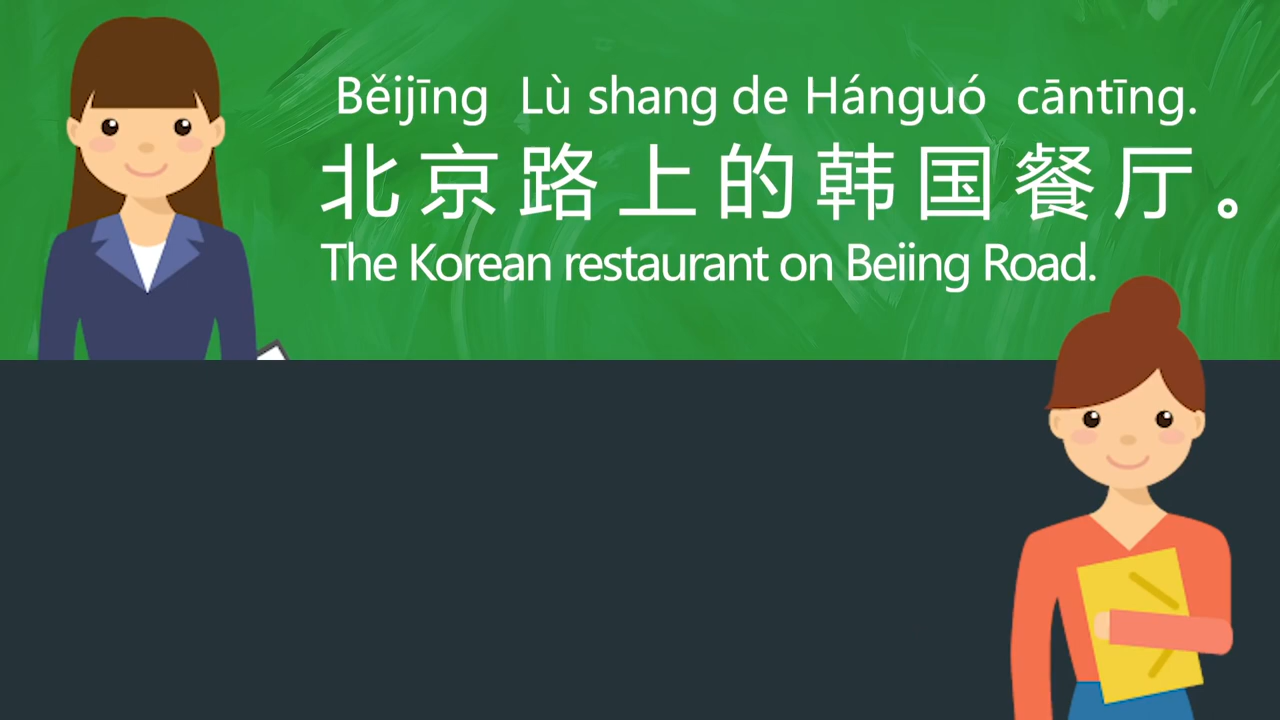 Běijīng Lù shang de Hánguó cāntīng.
北京路上的韩国餐厅。
The Korean restaurant on Beiing Road.